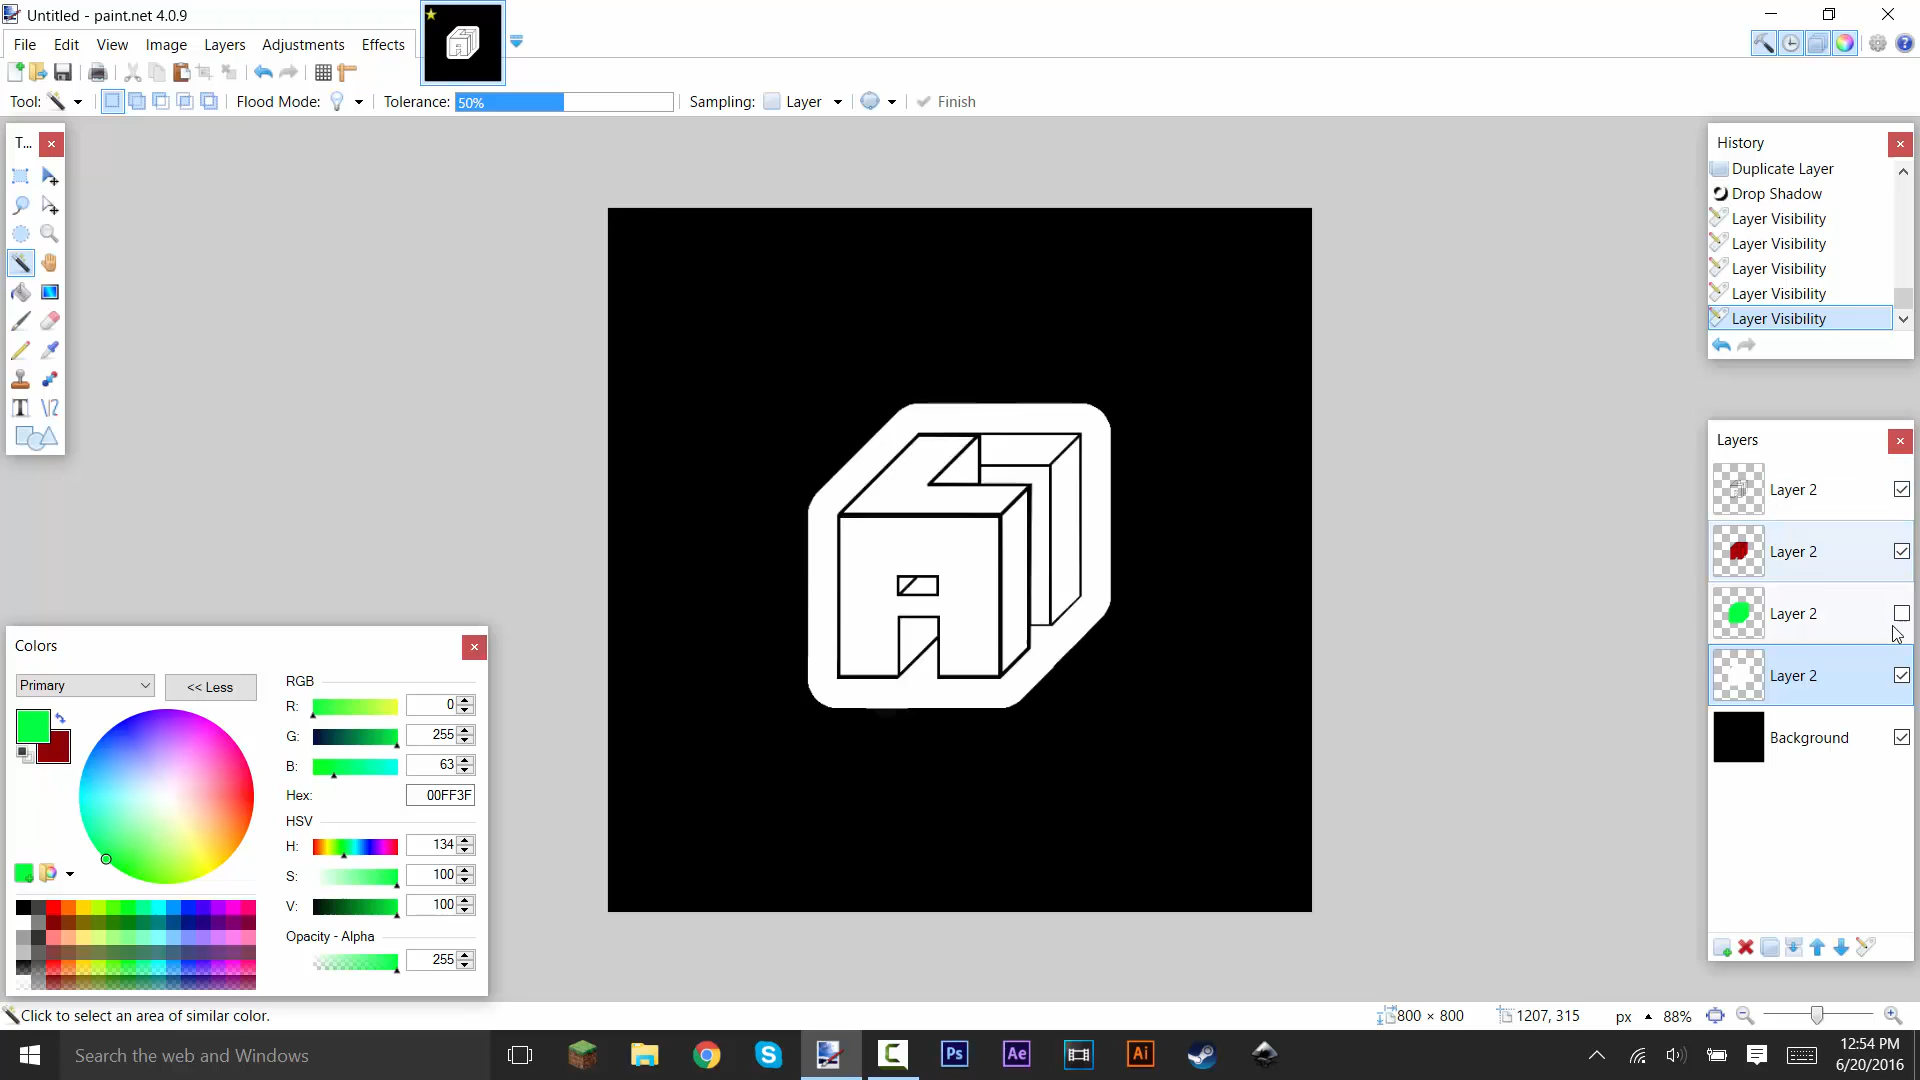 Untitled - paint.net 4.0.9
File Edit View Image Layers Adjustments Effects
Tool: Flood Mode: Tolerance: 50% Sampling: Layer Finish
T...
History
Duplicate Layer
Drop Shadow
Layer Visibility
Layer Visibility
Layer Visibility
Layer Visibility
Layer Visibility
Layers
Layer 2
Layer 2
Layer 2
Layer 2
Background
A
Colors
Primary << Less
RGB
R: 0
G: 255
B: 63
Hex: 00FF3F
HSV
H: 134
S: 100
V: 100
Opacity - Alpha
255
Click to select an area of similar color. 800 × 800 1207, 315 px 88%
Search the web and Windows
Ps Ae Ai
12:54 PM
6/20/2016